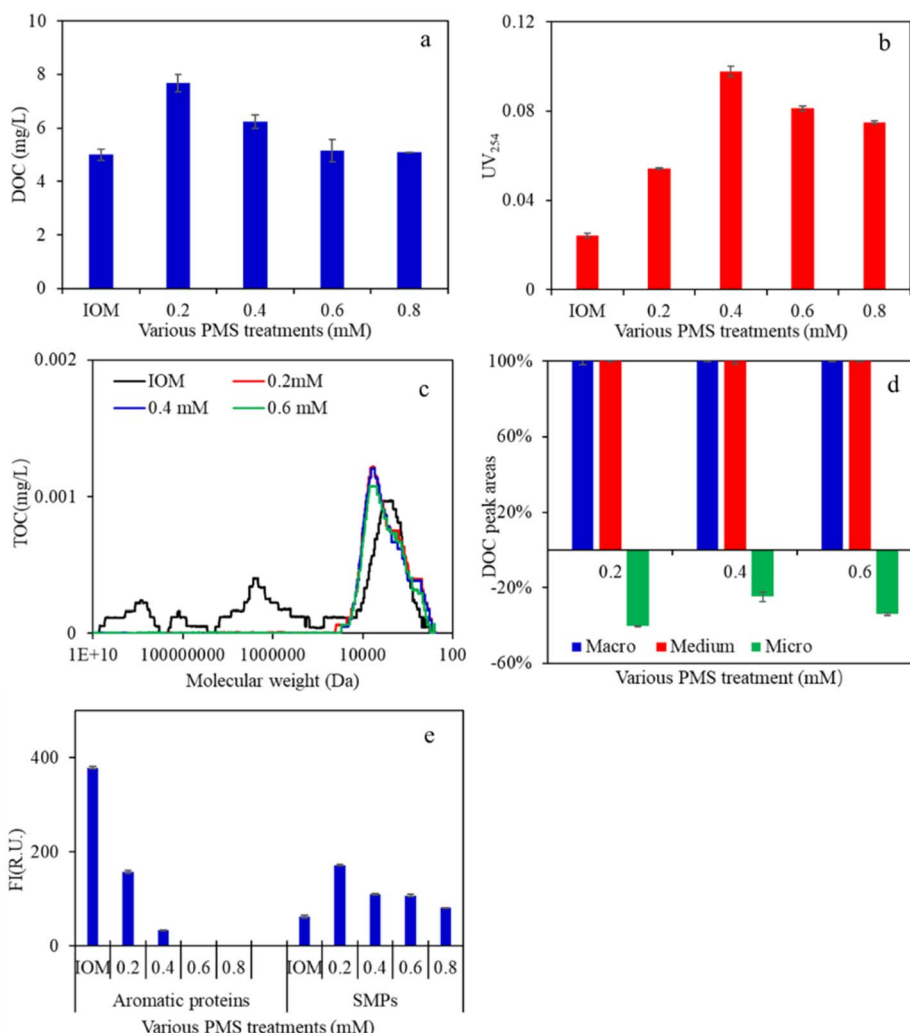 10
8
6
4
2
0
DOC (mg/L)
a
IOM 0.2 0.4 0.6 0.8
Various PMS treatments (mM)
0.12
0.08
0.04
0
UV254
b
IOM 0.2 0.4 0.6 0.8
Various PMS treatments (mM)
0.002
0.001
0
TOC(mg/L)
IOM 0.2mM
0.4 mM 0.6 mM
c
1E+10 100000000 1000000 10000 100
Molecular weight (Da)
100%
60%
20%
-20%
-60%
DOC peak areas
d
0.2 0.4 0.6
Macro Medium Micro
Various PMS treatment (mM)
400
200
0
FI(R.U.)
e
IOM 0.2 0.4 0.6 0.8 IOM 0.2 0.4 0.6 0.8
Aromatic proteins SMPs
Various PMS treatments (mM)